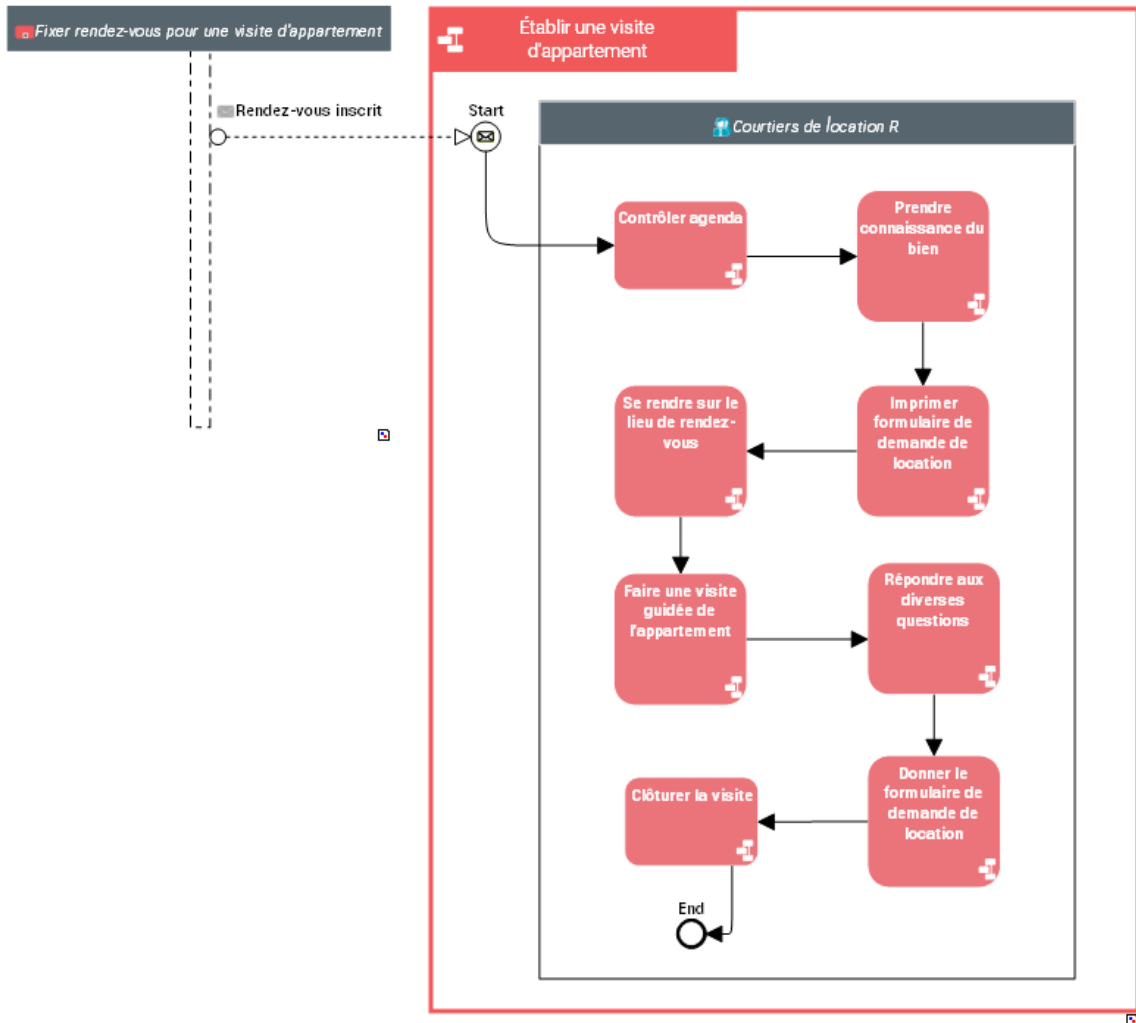 Fixer rendez-vous pour une visite d'appartement
Établir une visite
d'appartement
Rendez-vous inscrit
Start
Courtiers de location R
Contrôler agenda
Prendre
connaissance du
bien
Se rendre sur le
lieu de rendez-
vous
Imprimer
formulaire de
demande de
location
Faire une visite
guidée de
l'appartement
Répondre aux
diverses
questions
Donner le
formulaire de
demande de
location
Clôturer la visite
End